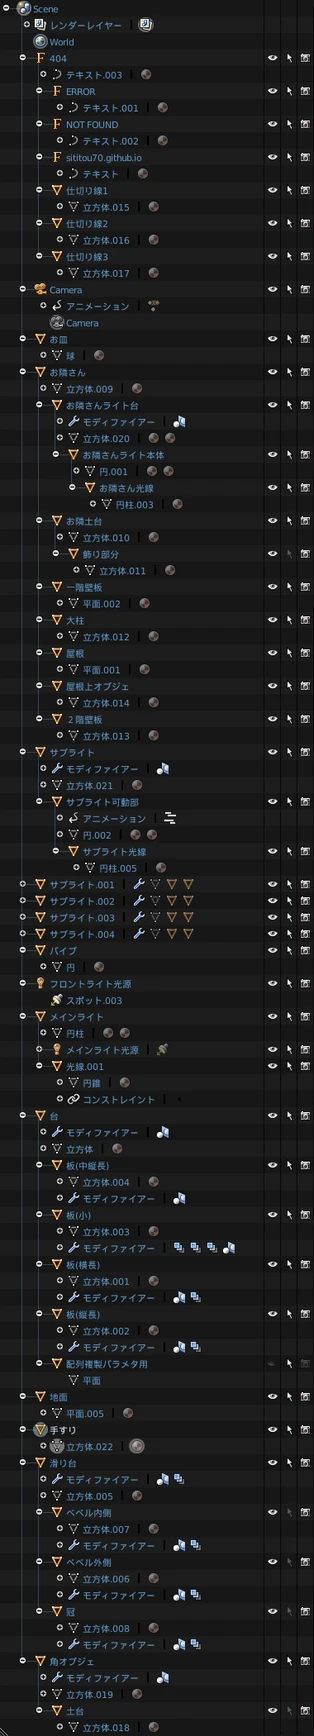 Scene
レンダーレイヤー
World
404
テキスト.003
ERROR
テキスト.001
NOT FOUND
テキスト.002
sititou70.github.io
テキスト
仕切り線1
立方体.015
仕切り線2
立方体.016
仕切り線3
立方体.017
Camera
アニメーション
Camera
お皿
球
お隣さん
立方体.009
お隣さんライト台
モディファイアー
立方体.020
お隣さんライト本体
円.001
お隣さん光線
円柱.003
お隣土台
立方体.010
飾り部分
立方体.011
一階壁板
平面.002
大柱
立方体.012
屋根
平面.001
屋根上オブジェ
立方体.014
２階壁板
立方体.013
サブライト
モディファイアー
立方体.021
サブライト可動部
アニメーション
円.002
サブライト光線
円柱.005
サブライト.001
サブライト.002
サブライト.003
サブライト.004
パイプ
円
フロントライト光源
スポット.003
メインライト
円柱
メインライト光源
光線.001
円錐
コンストレイント
台
モディファイアー
立方体
板(中縦長)
立方体.004
モディファイアー
板(小)
立方体.003
モディファイアー
板(横長)
立方体.001
モディファイアー
板(縦長)
立方体.002
モディファイアー
配列複製パラメタ用
平面
地面
平面.005
手すり
立方体.022
滑り台
モディファイアー
立方体.005
ベベル内側
立方体.007
モディファイアー
ベベル外側
立方体.006
モディファイアー
冠
立方体.008
モディファイアー
角オブジェ
モディファイアー
立方体.019
土台
立方体.018